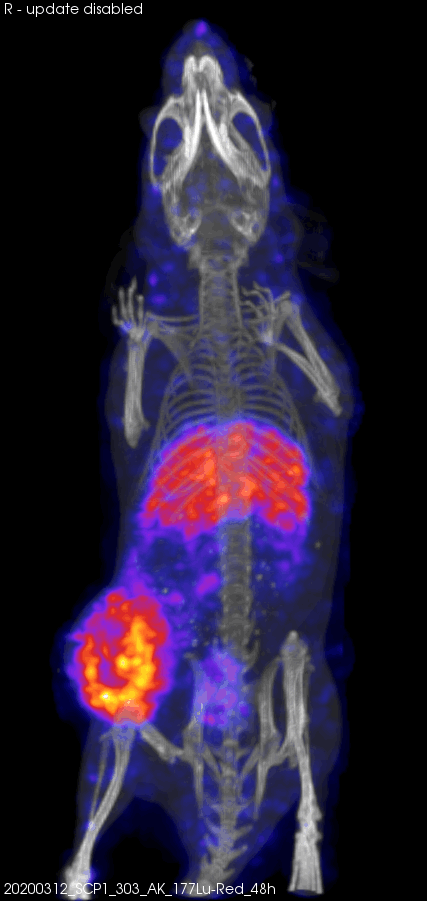 R - update disabled
20200312_SCP1_303_AK_177Lu-Red_48h